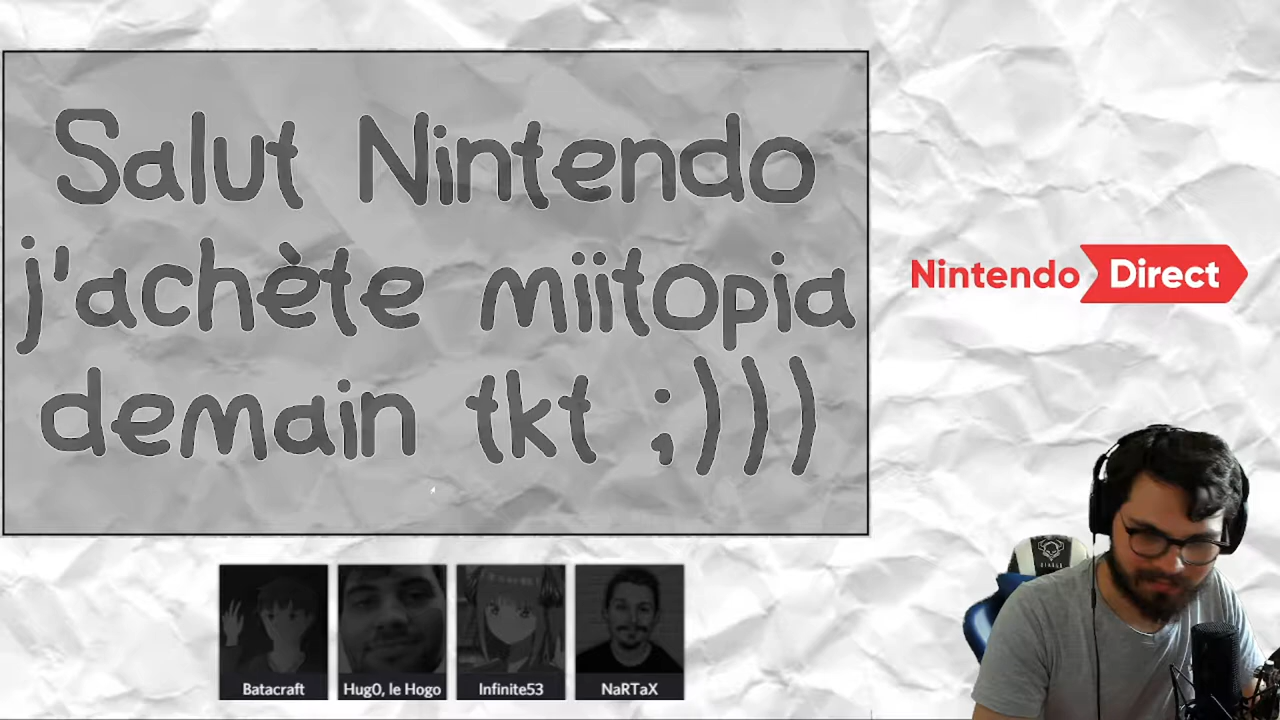 Salut Nintendo
j'achète miitopia
demain tkt ;)))
Nintendo Direct
Batacraft
Hug0, le Hogo
Infinite53
NaRTaX